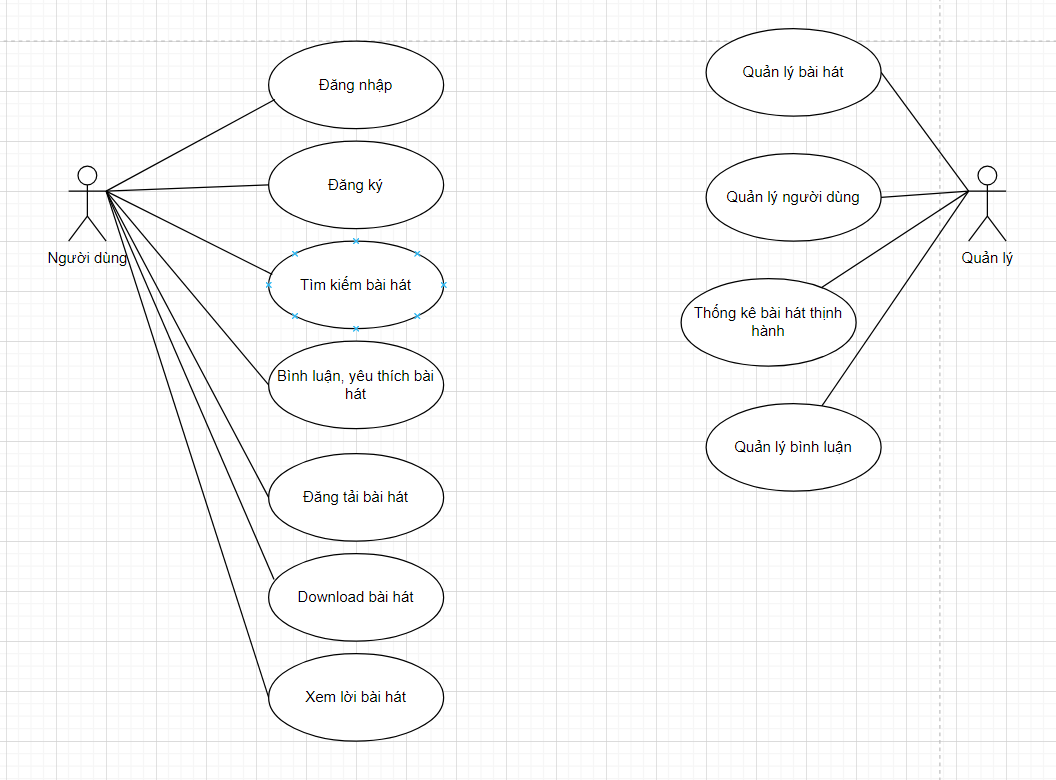 Đăng nhập
Đăng ký
Người dùng
Tìm kiếm bài hát
Bình luận, yêu thích bài
hát
Đăng tải bài hát
Download bài hát
Xem lời bài hát
Quản lý bài hát
Quản lý người dùng
Quản lý
Thống kê bài hát thịnh
hành
Quản lý bình luận